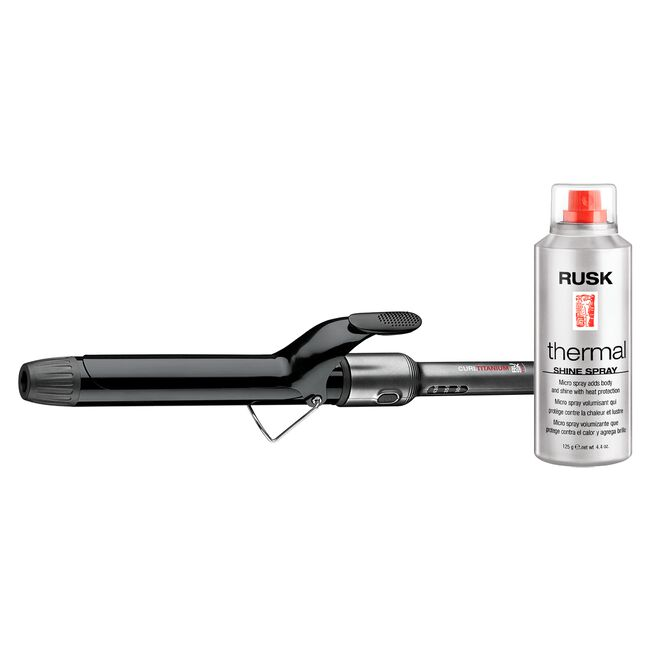 CURL TITANIUM
RUSK
thermal
SHINE SPRAY
Micro spray adds body
and shine with heat protection
Micro spray volumisant qui
protège contre la chaleur et lustre
Micro spray volumizante que
protege contra el calor y agrega brillo
125 g e net wt 4.4 oz.